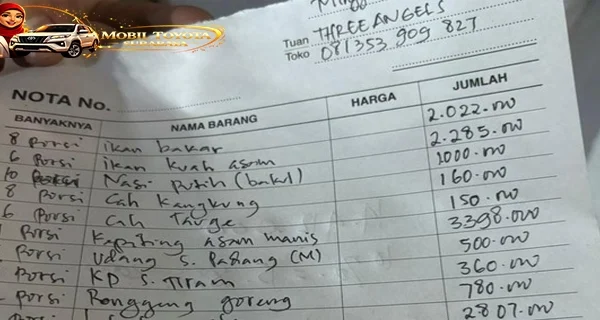 MOBIL TOYOTA
SURABAYA
Tuan THREE ANGELS
Toko 081353 909 827
NOTA No.
BANYAKNYA NAMA BARANG HARGA JUMLAH
8 Porsi ikan bakar 2.022.000
6 Porsi ikan kuah asam 2.285.000
10 Nasi putih (bakul) 1000.000
8 Porsi Cah kangkung 160.000
6 Porsi Cah Tauge 150.000
Porsi Kepiting asam manis 3398.000
Porsi Udang S. Padang (M) 500.000
Porsi KP S. Tiram 360.000
Porsi Ronggeng goreng 780.000
2807.000